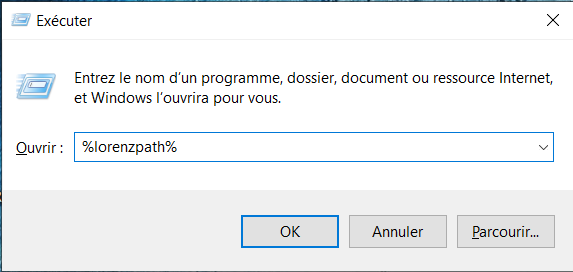 Exécuter
Entrez le nom d’un programme, dossier, document ou ressource Internet,
et Windows l’ouvrira pour vous.
Ouvrir : %lorenzpath%
OK Annuler Parcourir...